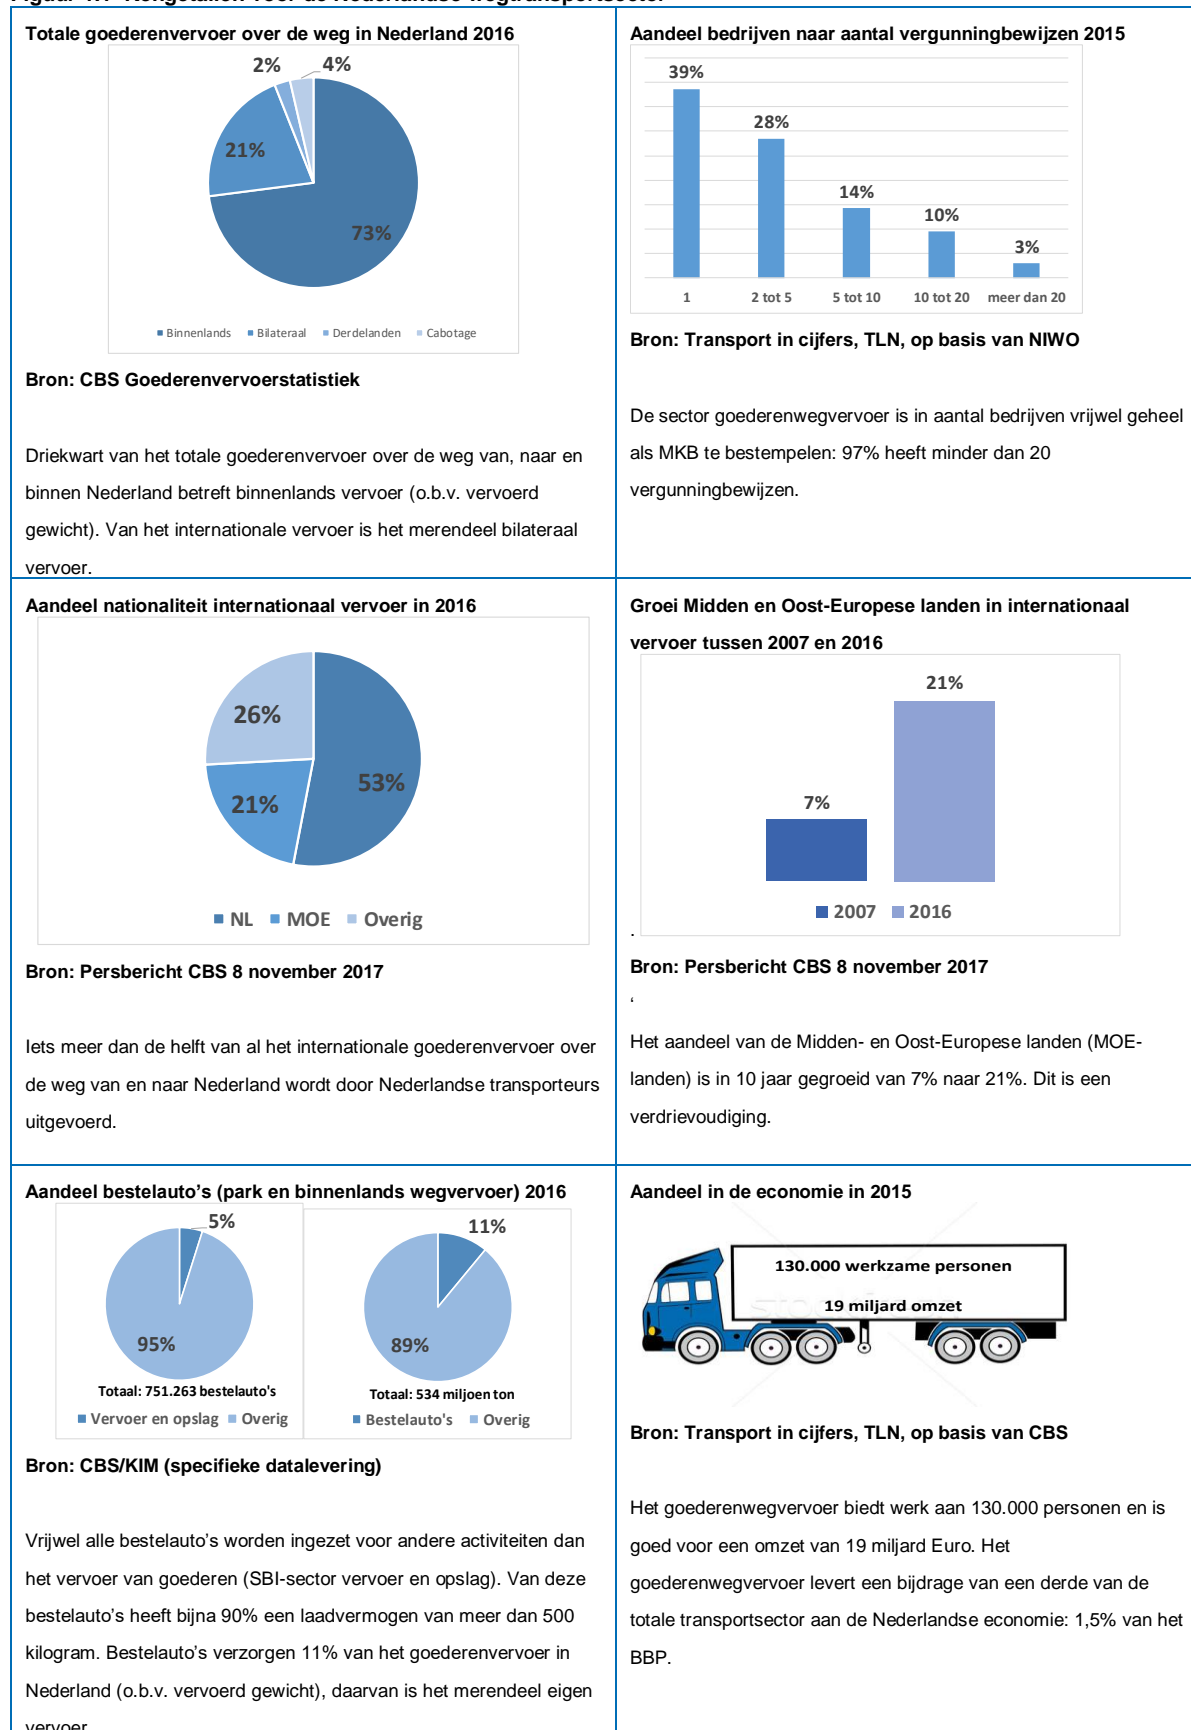 Figuur 4.1 Kengetallen voor de Nederlandse wegtransportsector
Totale goederenvervoer over de weg in Nederland 2016
2%
4%
21%
73%
Binnenlands Bilateraal Derdelanden Cabotage
Bron: CBS Goederenvervoerstatistiek
Driekwart van het totale goederenvervoer over de weg van, naar en
binnen Nederland betreft binnenlands vervoer (o.b.v. vervoerd
gewicht). Van het internationale vervoer is het merendeel bilateraal
vervoer.
Aandeel bedrijven naar aantal vergunningbewijzen 2015
39%
28%
14%
10%
3%
1 2 tot 5 5 tot 10 10 tot 20 meer dan 20
Bron: Transport in cijfers, TLN, op basis van NIWO
De sector goederenwegvervoer is in aantal bedrijven vrijwel geheel
als MKB te bestempelen: 97% heeft minder dan 20
vergunningbewijzen.
Aandeel nationaliteit internationaal vervoer in 2016
26%
53%
21%
NL MOE Overig
Bron: Persbericht CBS 8 november 2017
Iets meer dan de helft van al het internationale goederenvervoer over
de weg van en naar Nederland wordt door Nederlandse transporteurs
uitgevoerd.
Groei Midden en Oost-Europese landen in internationaal
vervoer tussen 2007 en 2016
21%
7%
2007 2016
.
Bron: Persbericht CBS 8 november 2017
‘
Het aandeel van de Midden- en Oost-Europese landen (MOE-
landen) is in 10 jaar gegroeid van 7% naar 21%. Dit is een
verdrievoudiging.
Aandeel bestelauto’s (park en binnenlands wegvervoer) 2016
5%
95%
Totaal: 751.263 bestelauto's
Vervoer en opslag Overig
11%
89%
Totaal: 534 miljoen ton
Bestelauto's Overig
Bron: CBS/KIM (specifieke datalevering)
Vrijwel alle bestelauto’s worden ingezet voor andere activiteiten dan
het vervoer van goederen (SBI-sector vervoer en opslag). Van deze
bestelauto’s heeft bijna 90% een laadvermogen van meer dan 500
kilogram. Bestelauto’s verzorgen 11% van het goederenvervoer in
Nederland (o.b.v. vervoerd gewicht), daarvan is het merendeel eigen
vervoer.
Aandeel in de economie in 2015
130.000 werkzame personen
19 miljard omzet
Bron: Transport in cijfers, TLN, op basis van CBS
Het goederenwegvervoer biedt werk aan 130.000 personen en is
goed voor een omzet van 19 miljard Euro. Het
goederenwegvervoer levert een bijdrage van een derde van de
totale transportsector aan de Nederlandse economie: 1,5% van het
BBP.